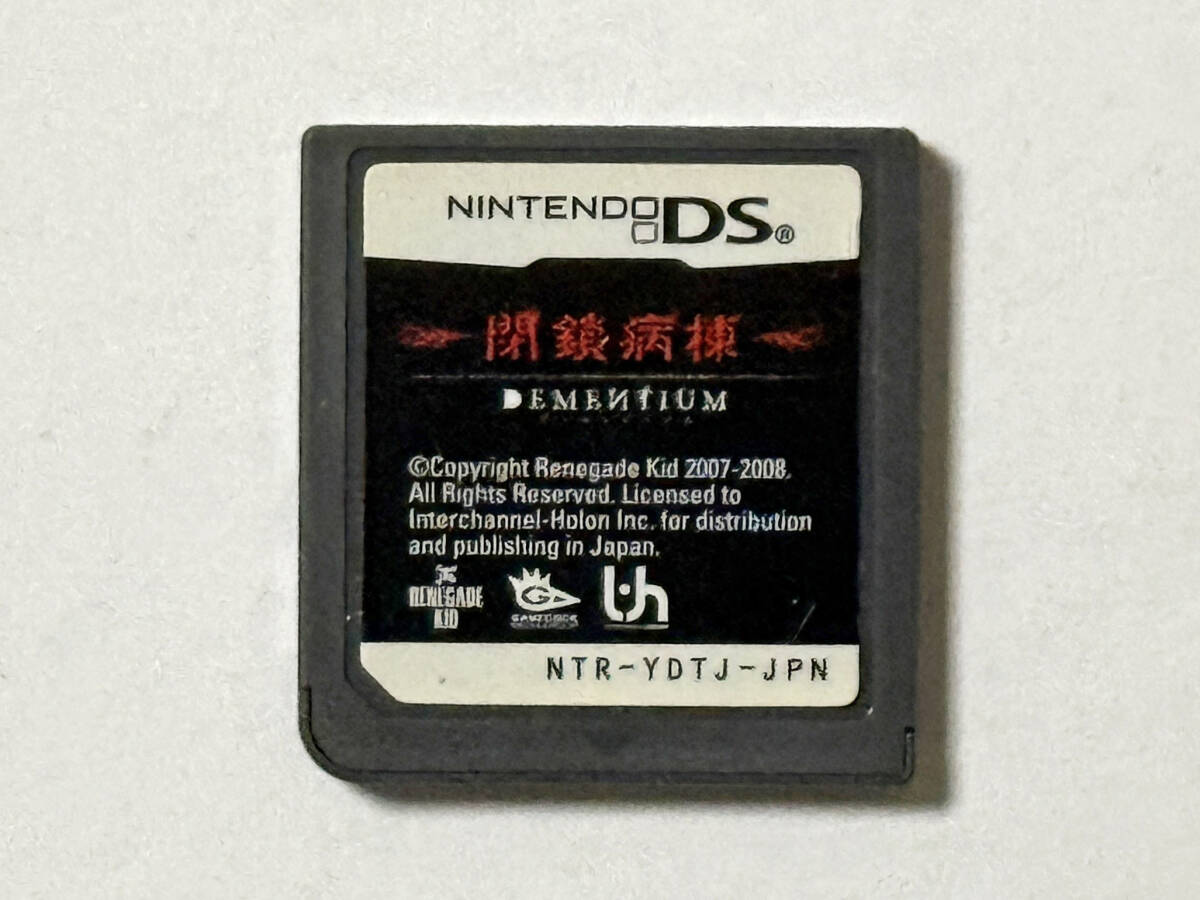 NINTENDO DS®
閉鎖病棟
DEMENTIUM
©Copyright Renegade Kid 2007-2008.
All Rights Reserved. Licensed to
Interchannel-Holon Inc. for distribution
and publishing in Japan.
RENEGADE
KID
NTR-YDTJ-JPN